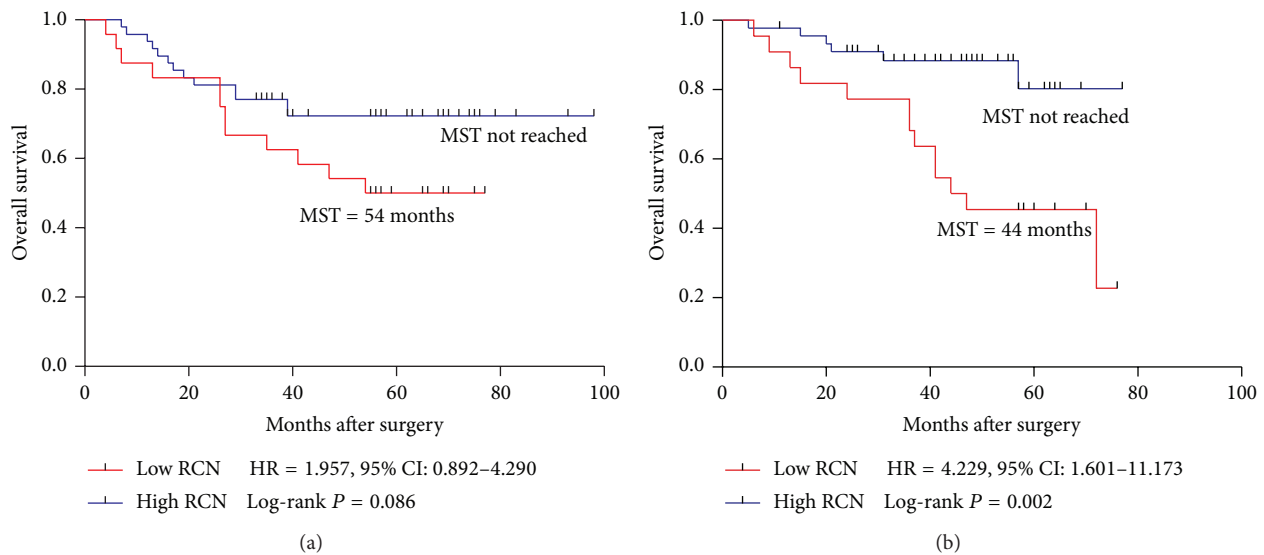 1.0
0.8
0.6
0.4
0.2
0.0
Overall survival
MST not reached
MST = 54 months
0 20 40 60 80 100
Months after surgery
Low RCN HR = 1.957, 95% CI: 0.892–4.290
High RCN Log-rank P = 0.086
(a)
1.0
0.8
0.6
0.4
0.2
0.0
Overall survival
MST not reached
MST = 44 months
0 20 40 60 80 100
Months after surgery
Low RCN HR = 4.229, 95% CI: 1.601–11.173
High RCN Log-rank P = 0.002
(b)